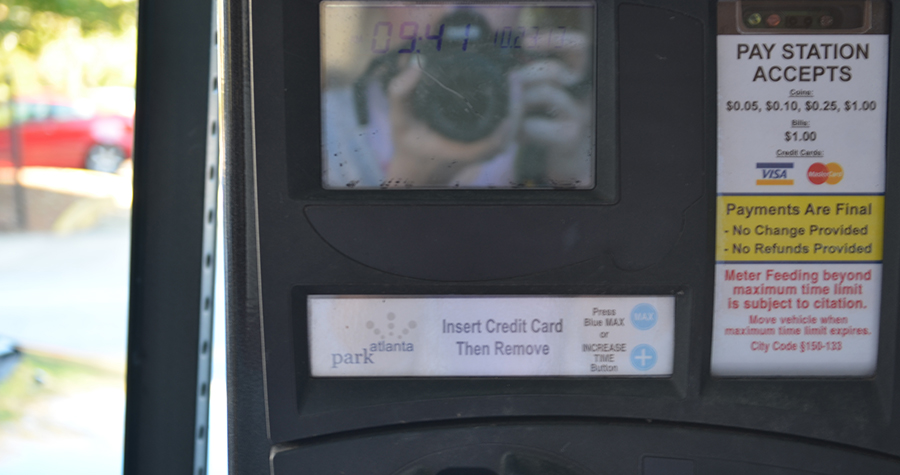 09:41
PAY STATION
ACCEPTS
Coins:
$0.05, $0.10, $0.25, $1.00
Bills:
$1.00
Credit Cards:
VISA MasterCard
Payments Are Final
- No Change Provided
- No Refunds Provided
Meter Feeding beyond
maximum time limit
is subject to citation.
Move vehicle when
maximum time limit expires.
City Code §150-133
park atlanta
Insert Credit Card
Then Remove
Press
Blue MAX
or
INCREASE
TIME
Button
MAX
+